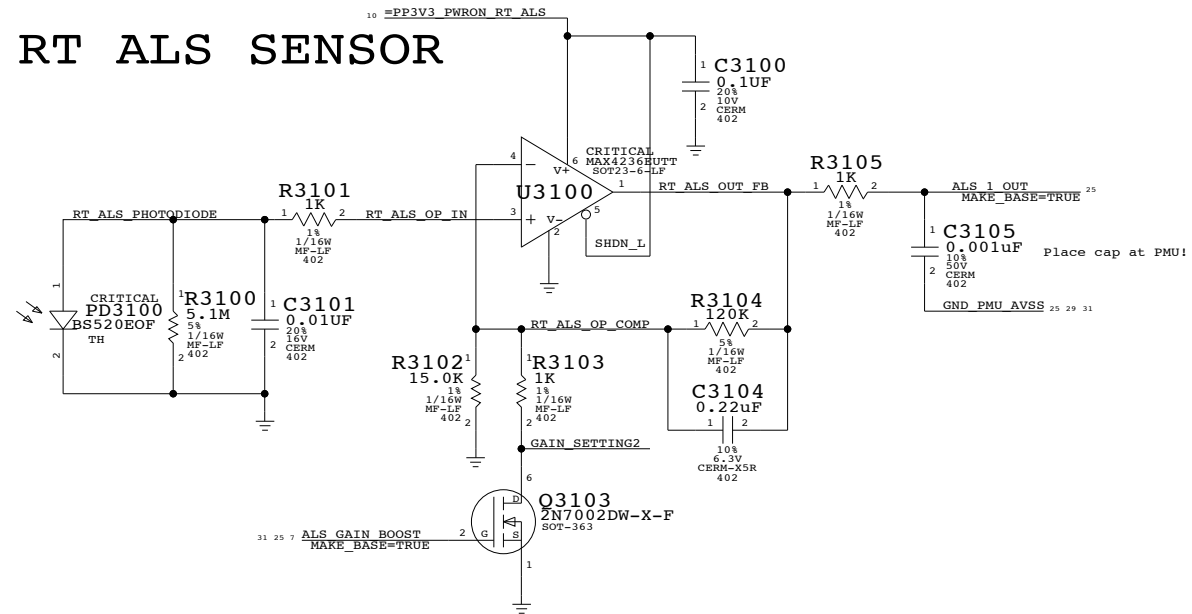 10 =PP3V3_PWRON_RT_ALS
RT ALS SENSOR
1 C3100
0.1UF
20%
10V
2 CERM
402
CRITICAL
MAX4236EUTT
SOT23-6-LF
4 − V+ 6
U3100
1 RT_ALS_OUT_FB
3 + V- 5
2
SHDN_L
R3105
1K
1 2
1%
1/16W
MF-LF
402
ALS_1_OUT 25
MAKE_BASE=TRUE
1 C3105
0.001uF
10%
2 50V
CERM
402
Place cap at PMU!
GND_PMU_AVSS 25 29 31
RT_ALS_PHOTODIODE
R3101
1K
1 2
1%
1/16W
MF-LF
402
RT_ALS_OP_IN
1
CRITICAL
PD3100
BS520EOF
TH
2
1 R3100
5.1M
5%
1/16W
MF-LF
2 402
1 C3101
0.01UF
20%
16V
2 CERM
402
RT_ALS_OP_COMP
R3104
120K
1 2
5%
1/16W
MF-LF
402
C3104
0.22uF
1 2
10%
6.3V
CERM-X5R
402
R3102 1
15.0K
1%
1/16W
MF-LF
402 2
1 R3103
1K
1%
1/16W
MF-LF
2 402
GAIN_SETTING2
6
Q3103
D 2N7002DW-X-F
SOT-363
31 25 7 ALS_GAIN_BOOST 2 G S
MAKE_BASE=TRUE
1